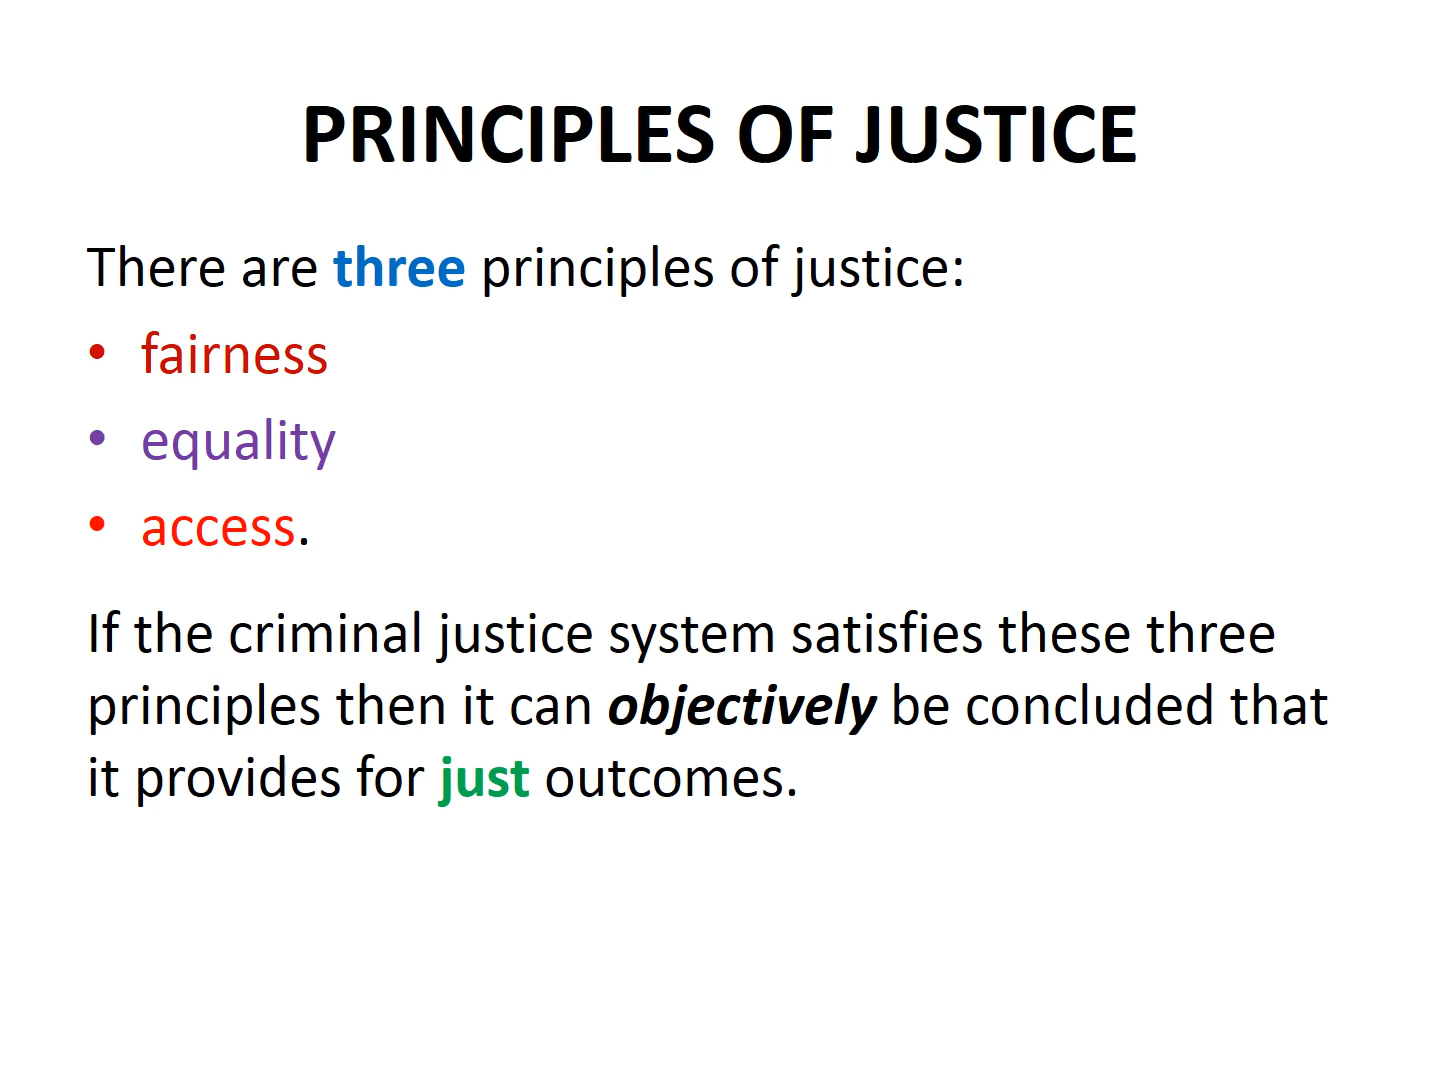 PRINCIPLES OF JUSTICE
There are three principles of justice:
• fairness
• equality
• access.
If the criminal justice system satisfies these three
principles then it can objectively be concluded that
it provides for just outcomes.